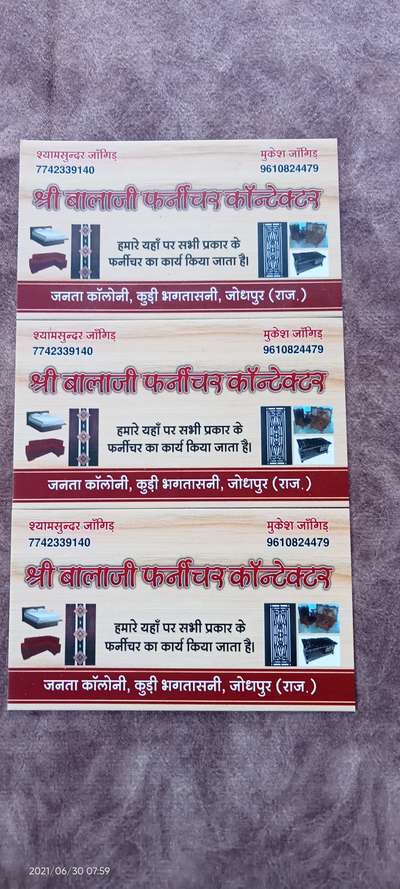 श्यामसुन्दर जाँगिड़ मुकेश जाँगिड़
7742339140 9610824479
श्री बालाजी फर्नीचर कॉन्टेक्टर
हमारे यहाँ पर सभी प्रकार के
फर्नीचर का कार्य किया जाता है।
जनता कॉलोनी, कुड़ी भगतासनी, जोधपुर (राज.)
श्यामसुन्दर जाँगिड़ मुकेश जाँगिड़
7742339140 9610824479
श्री बालाजी फर्नीचर कॉन्टेक्टर
हमारे यहाँ पर सभी प्रकार के
फर्नीचर का कार्य किया जाता है।
जनता कॉलोनी, कुड़ी भगतासनी, जोधपुर (राज.)
श्यामसुन्दर जाँगिड़ मुकेश जाँगिड़
7742339140 9610824479
श्री बालाजी फर्नीचर कॉन्टेक्टर
हमारे यहाँ पर सभी प्रकार के
फर्नीचर का कार्य किया जाता है।
जनता कॉलोनी, कुड़ी भगतासनी, जोधपुर (राज.)
2021/06/30 07:59